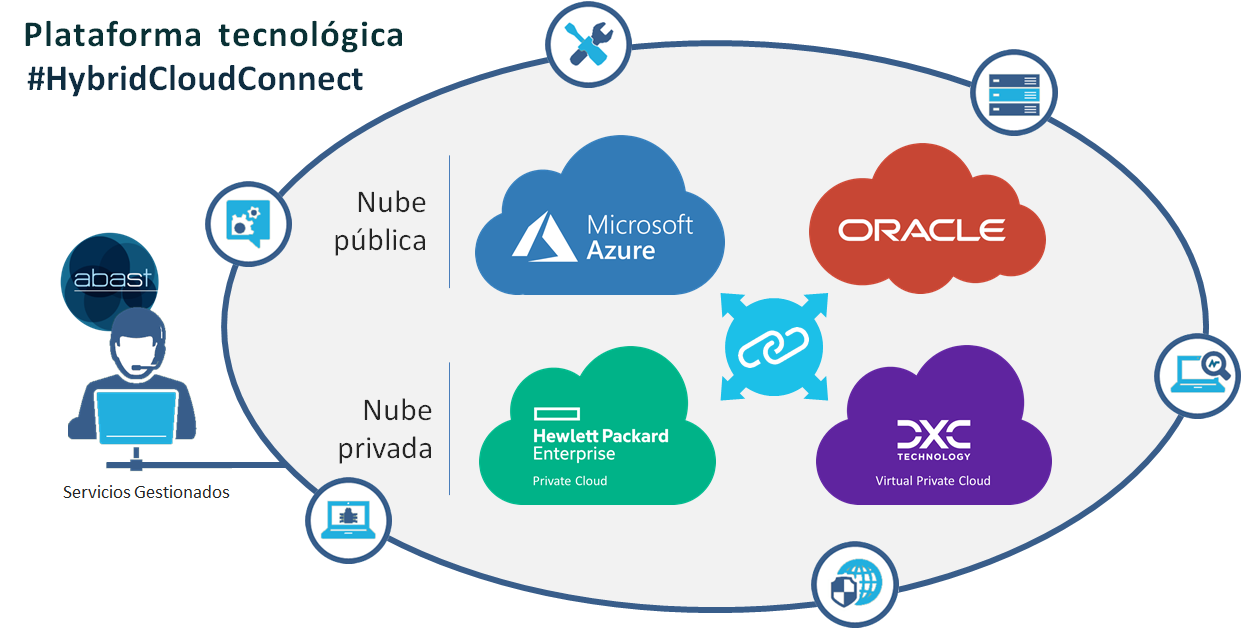 Plataforma tecnológica
#HybridCloudConnect
Nube
pública
Microsoft
Azure
ORACLE
abast
Nube
privada
Hewlett Packard
Enterprise
Private Cloud
DXC
TECHNOLOGY
Virtual Private Cloud
Servicios Gestionados